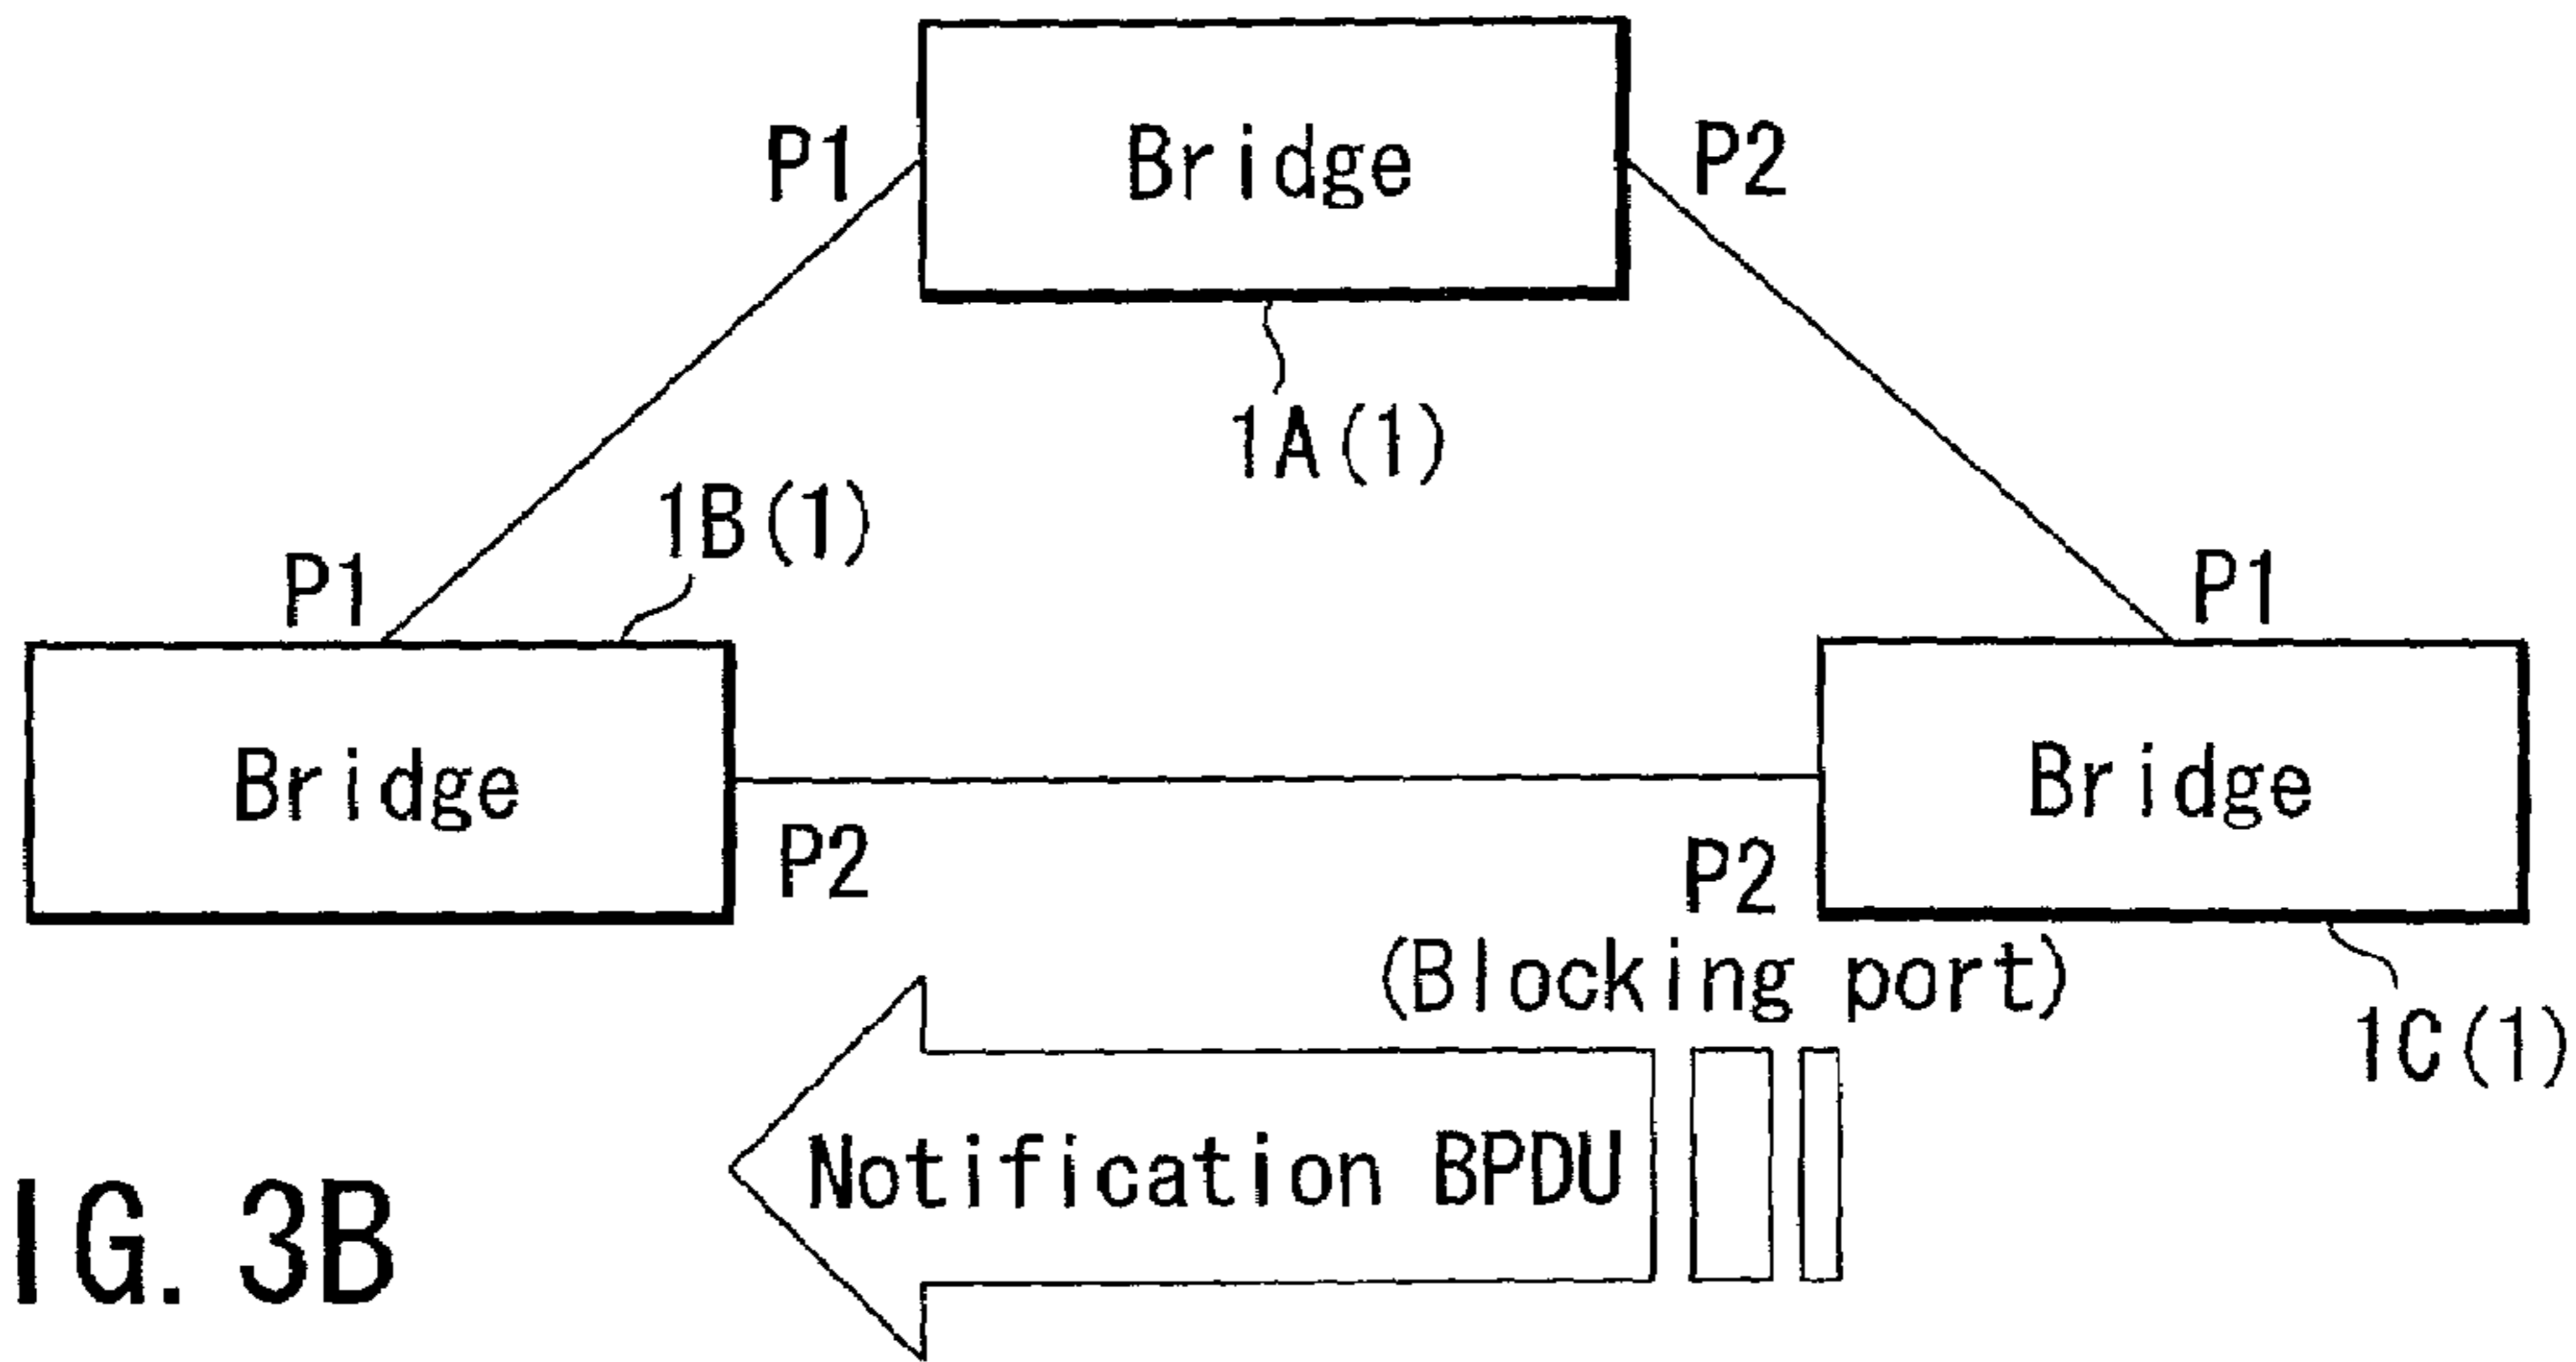 P1
Bridge
P2
1A(1)
1B(1)
P1
P1
Bridge
Bridge
P2
P2
(Blocking port)
1C(1)
Notification BPDU
IG. 3B